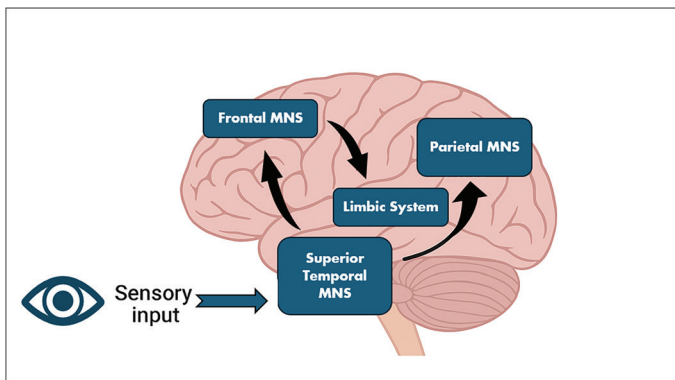 Frontal MNS
Parietal MNS
Limbic System
Superior
Temporal
MNS
Sensory
input